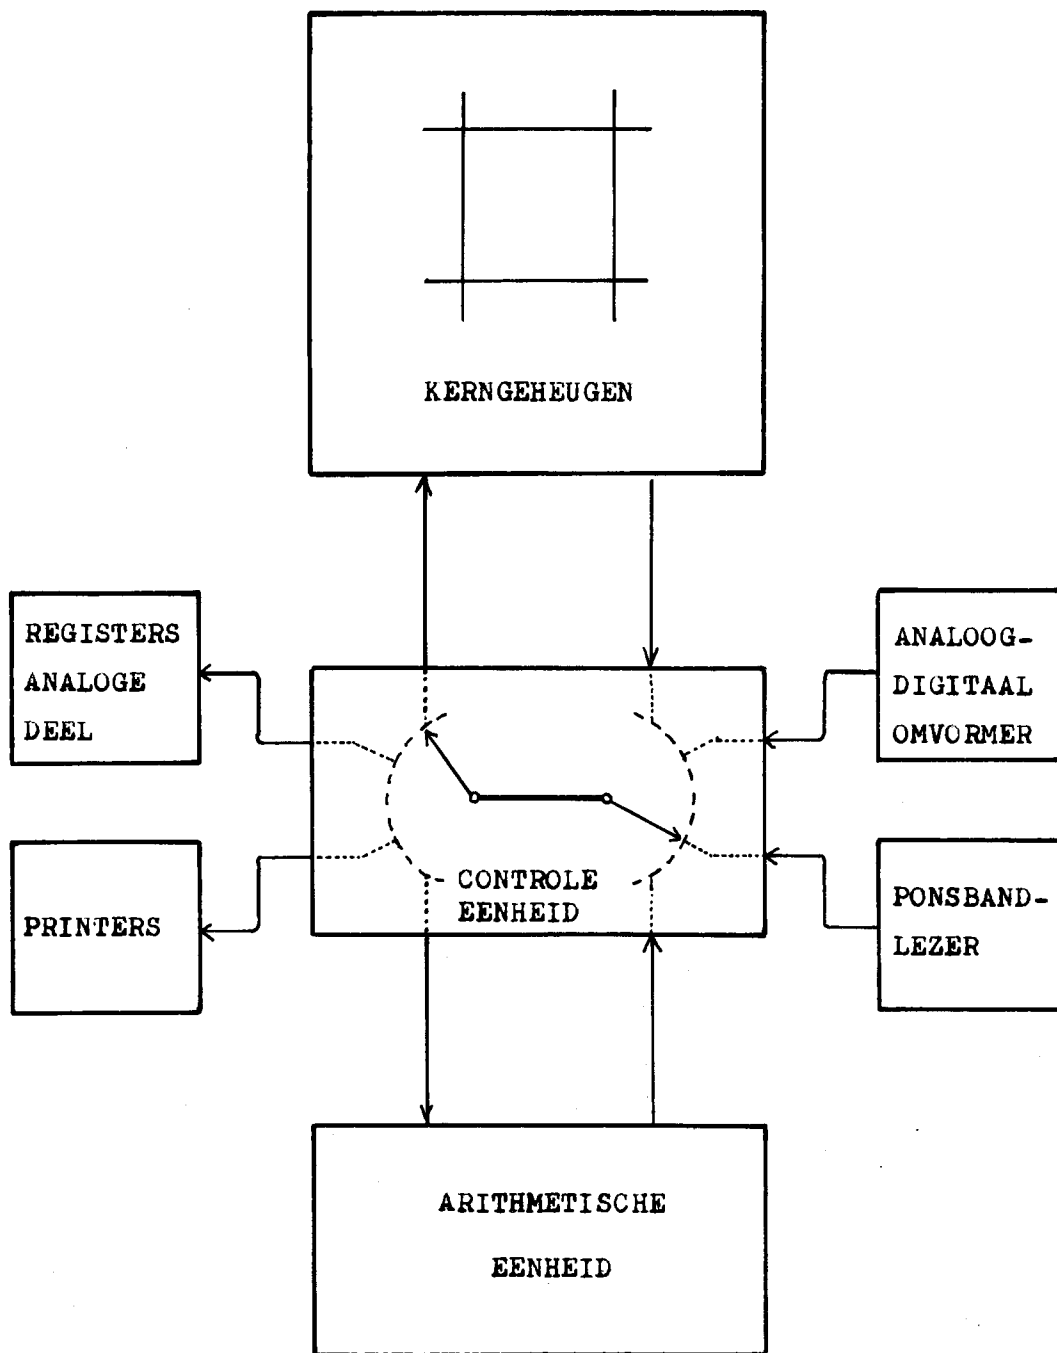 KERNGEHEUGEN
REGISTERS
ANALOGE
DEEL
ANALOOG-
DIGITAAL
OMVORMER
CONTROLE
EENHEID
PRINTERS
PONSBAND-
LEZER
ARITHMETISCHE
EENHEID